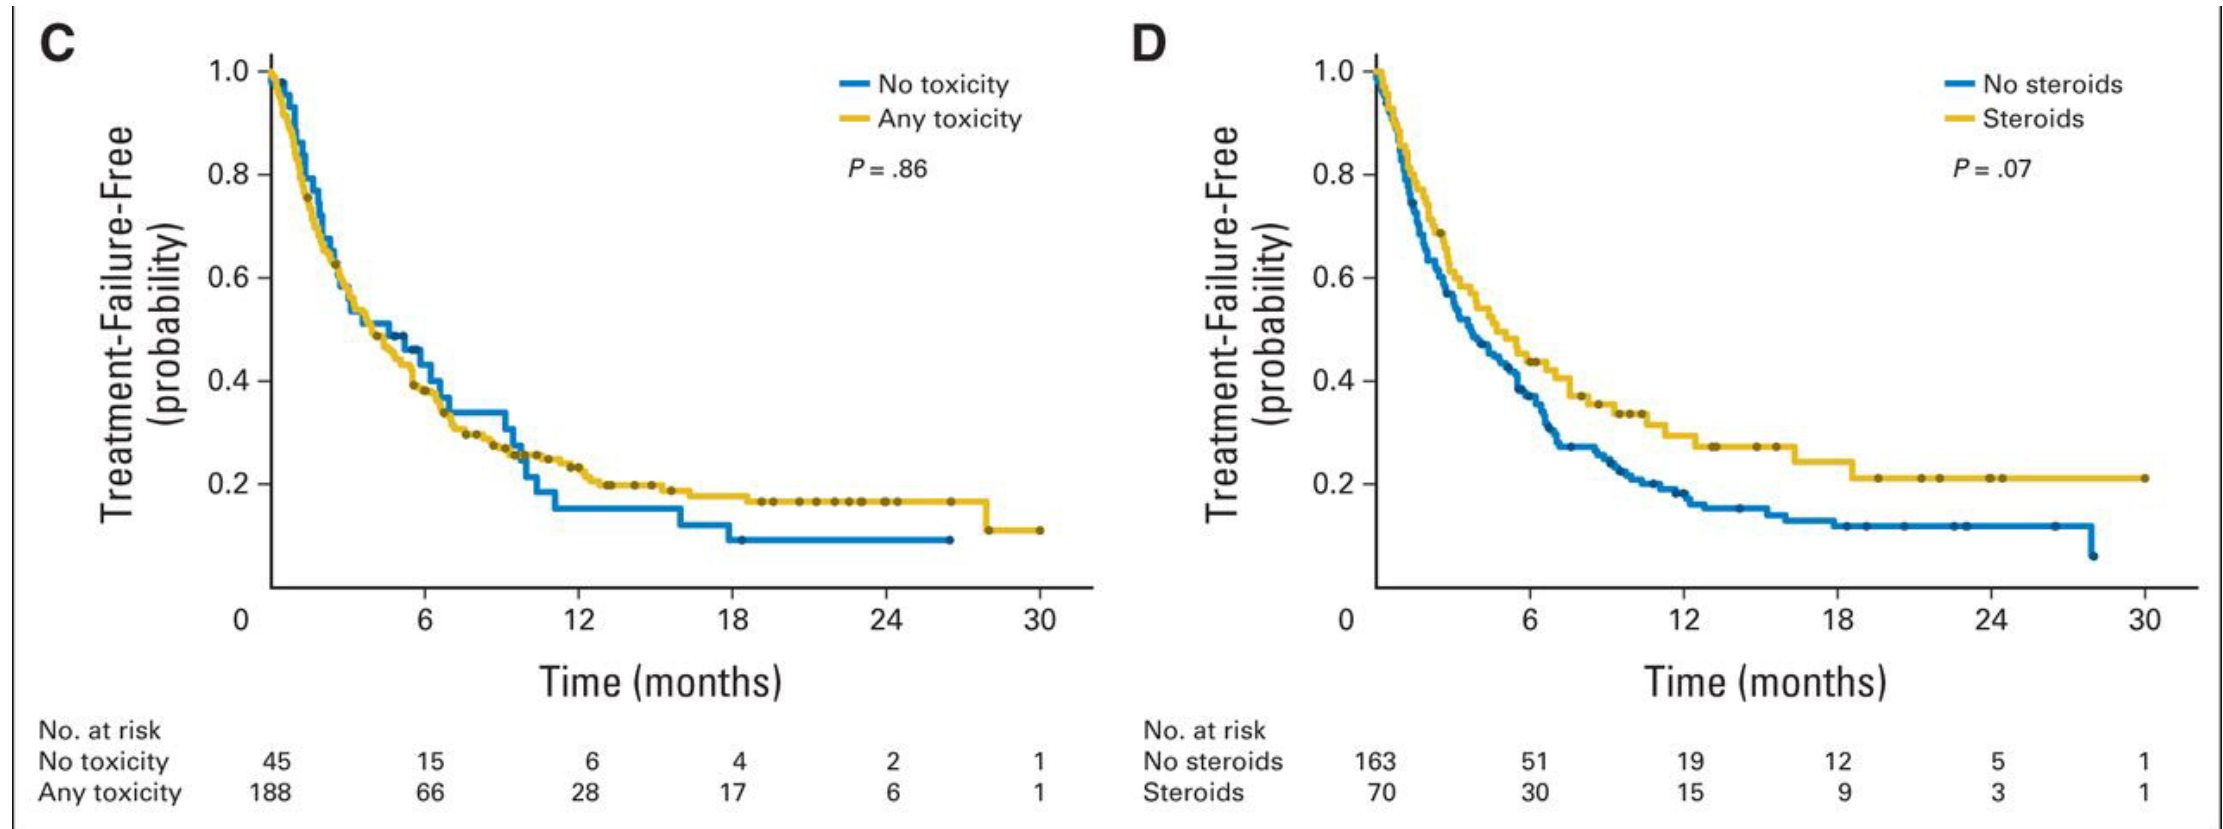 C
Treatment-Failure-Free
(probability)
1.0
0.8
0.6
0.4
0.2
0
6
12
18
24
30
No toxicity
Any toxicity
P = .86
Time (months)
No. at risk
No toxicity 45 15 6 4 2 1
Any toxicity 188 66 28 17 6 1
D
Treatment-Failure-Free
(probability)
1.0
0.8
0.6
0.4
0.2
0
6
12
18
24
30
No steroids
Steroids
P = .07
Time (months)
No. at risk
No steroids 163 51 19 12 5 1
Steroids 70 30 15 9 3 1